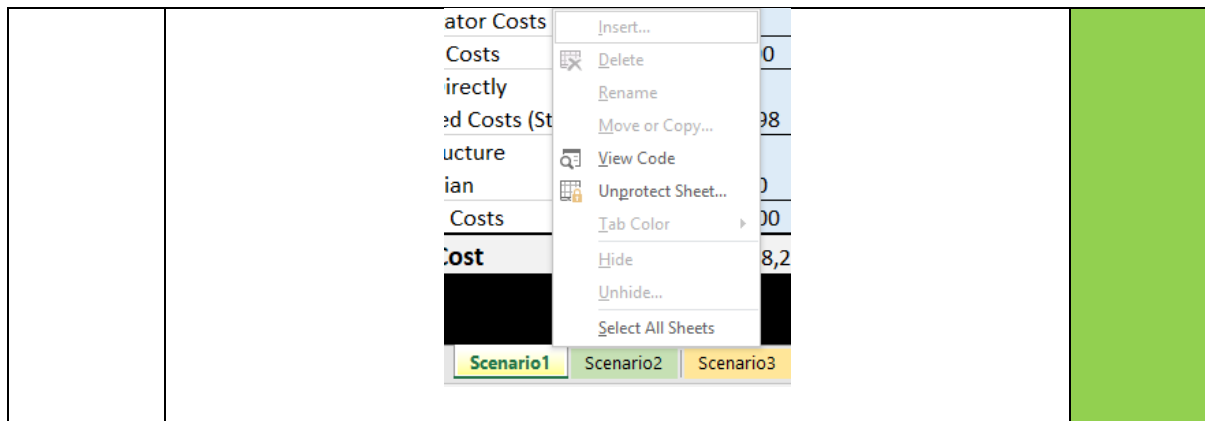 ator Costs
Insert...
Costs
Delete
0
irectly
Rename
ed Costs (St
Move or Copy...
98
ucture
View Code
ian
Unprotect Sheet...
0
Costs
Tab Color
00
Cost
Hide
8,2
Unhide...
Select All Sheets
Scenario1 Scenario2 Scenario3